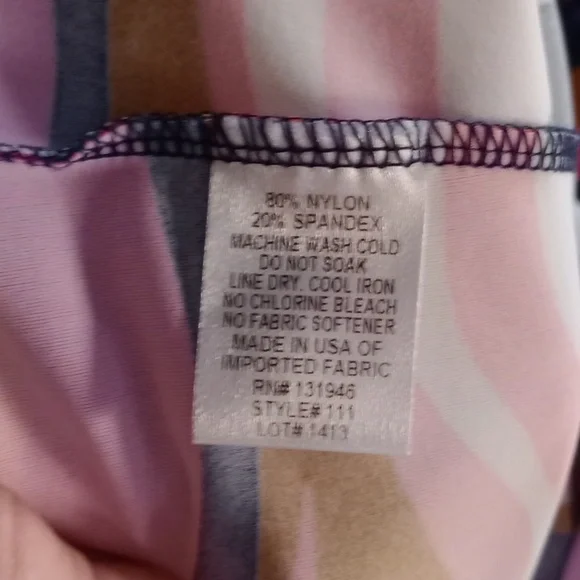 80% NYLON
20% SPANDEX
MACHINE WASH COLD
DO NOT SOAK
LINE DRY. COOL IRON
NO CHLORINE BLEACH
NO FABRIC SOFTENER
MADE IN USA OF
IMPORTED FABRIC
RN# 131946
STYLE# 111
LOT# 1413